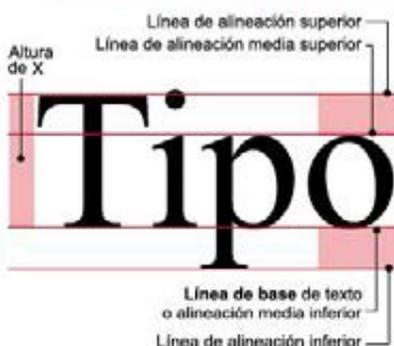 Línea de alineación superior
Línea de alineación media superior
Altura
de X
Tipo
Línea de base de texto
o alineación media inferior
Línea de alineación inferior